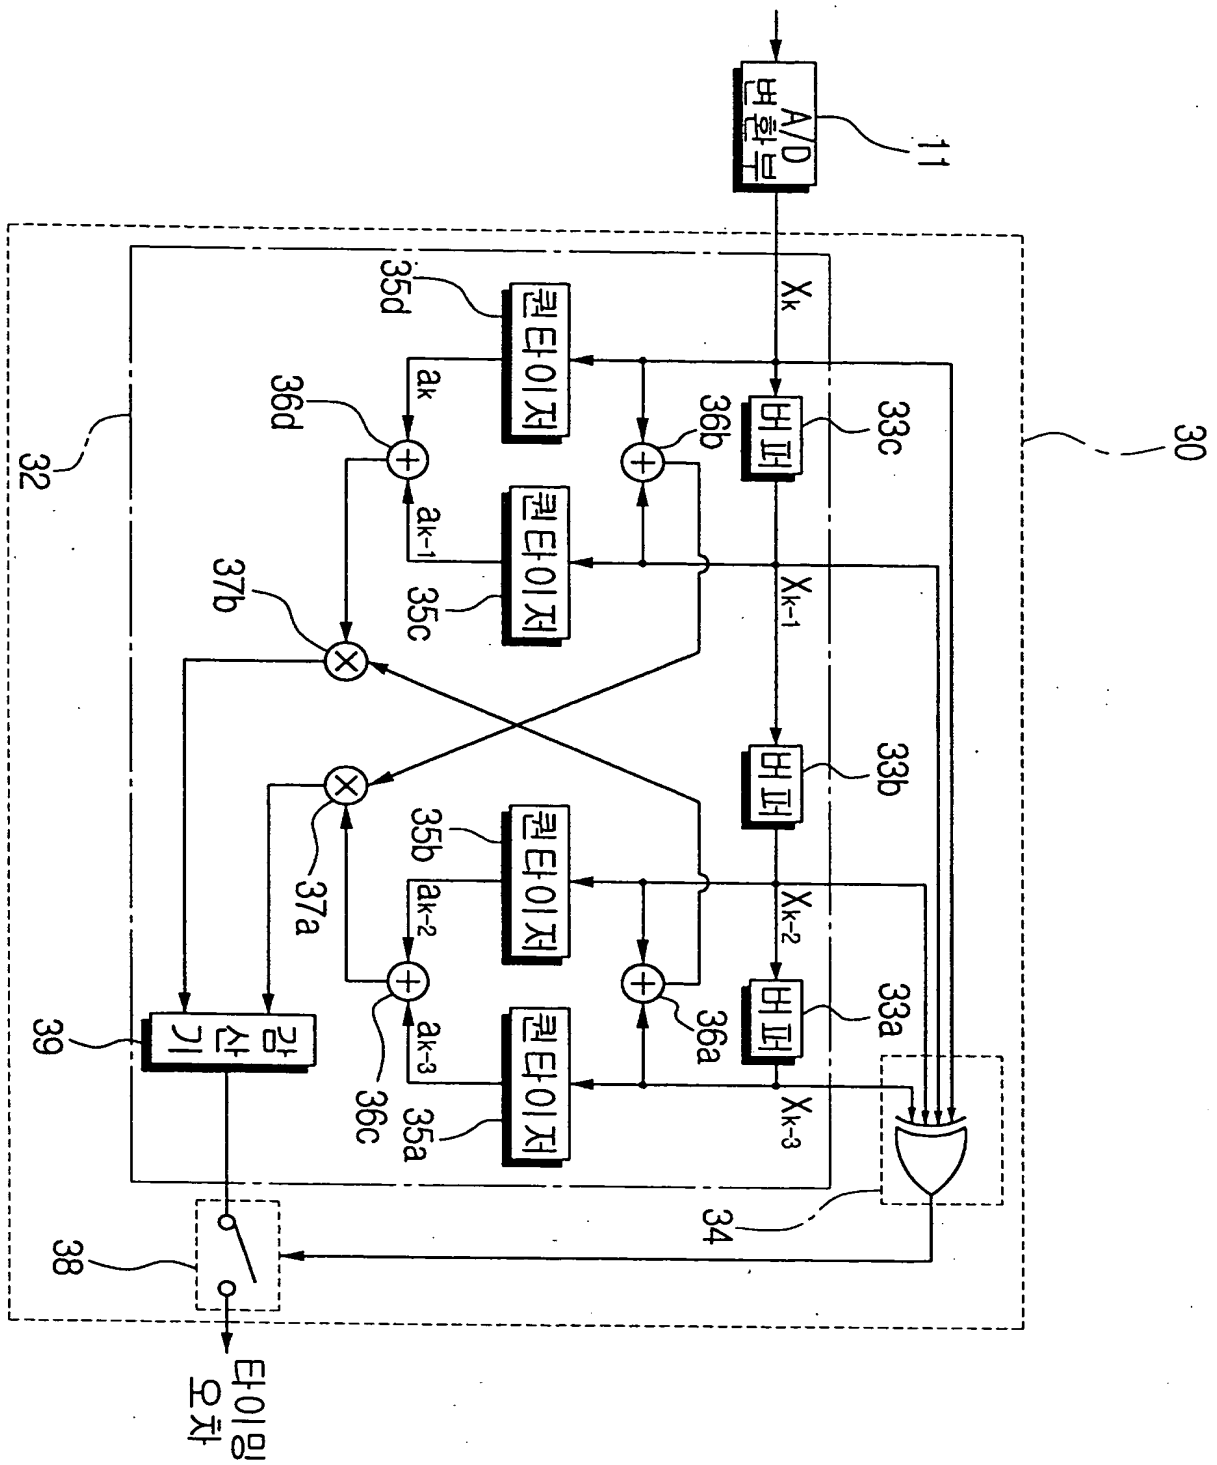 30
11
A/D
변환부
33c
33b
33a
Xk
Xk-1
Xk-2
Xk-3
버퍼
버퍼
버퍼
34
36b
36a
퀀타이저
퀀타이저
퀀타이저
퀀타이저
35d
35c
35b
35a
ak
ak-1
ak-2
ak-3
36d
36c
37b
37a
감
산
기
39
38
타이밍
오차
32